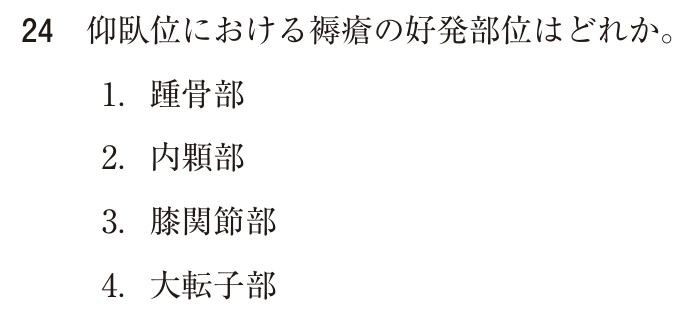 24 仰臥位における褥瘡の好発部位はどれか。
1. 踵骨部
2. 内顆部
3. 膝関節部
4. 大転子部